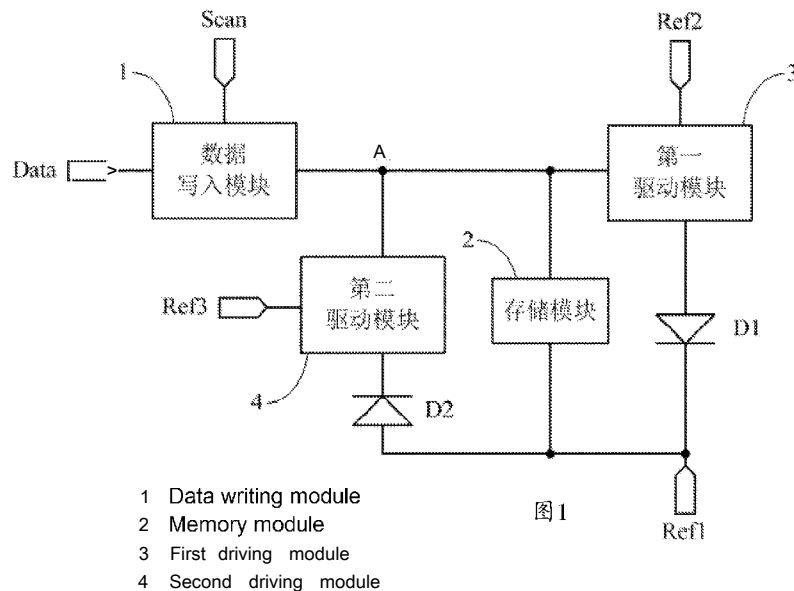 Scan
Ref2
1
3
数据
写入模块
A
第一
驱动模块
Data
2
第二
驱动模块
存储模块
Ref3
D1
4
D2
1 Data writing module
2 Memory module
3 First driving module
4 Second driving module
图1
Ref1